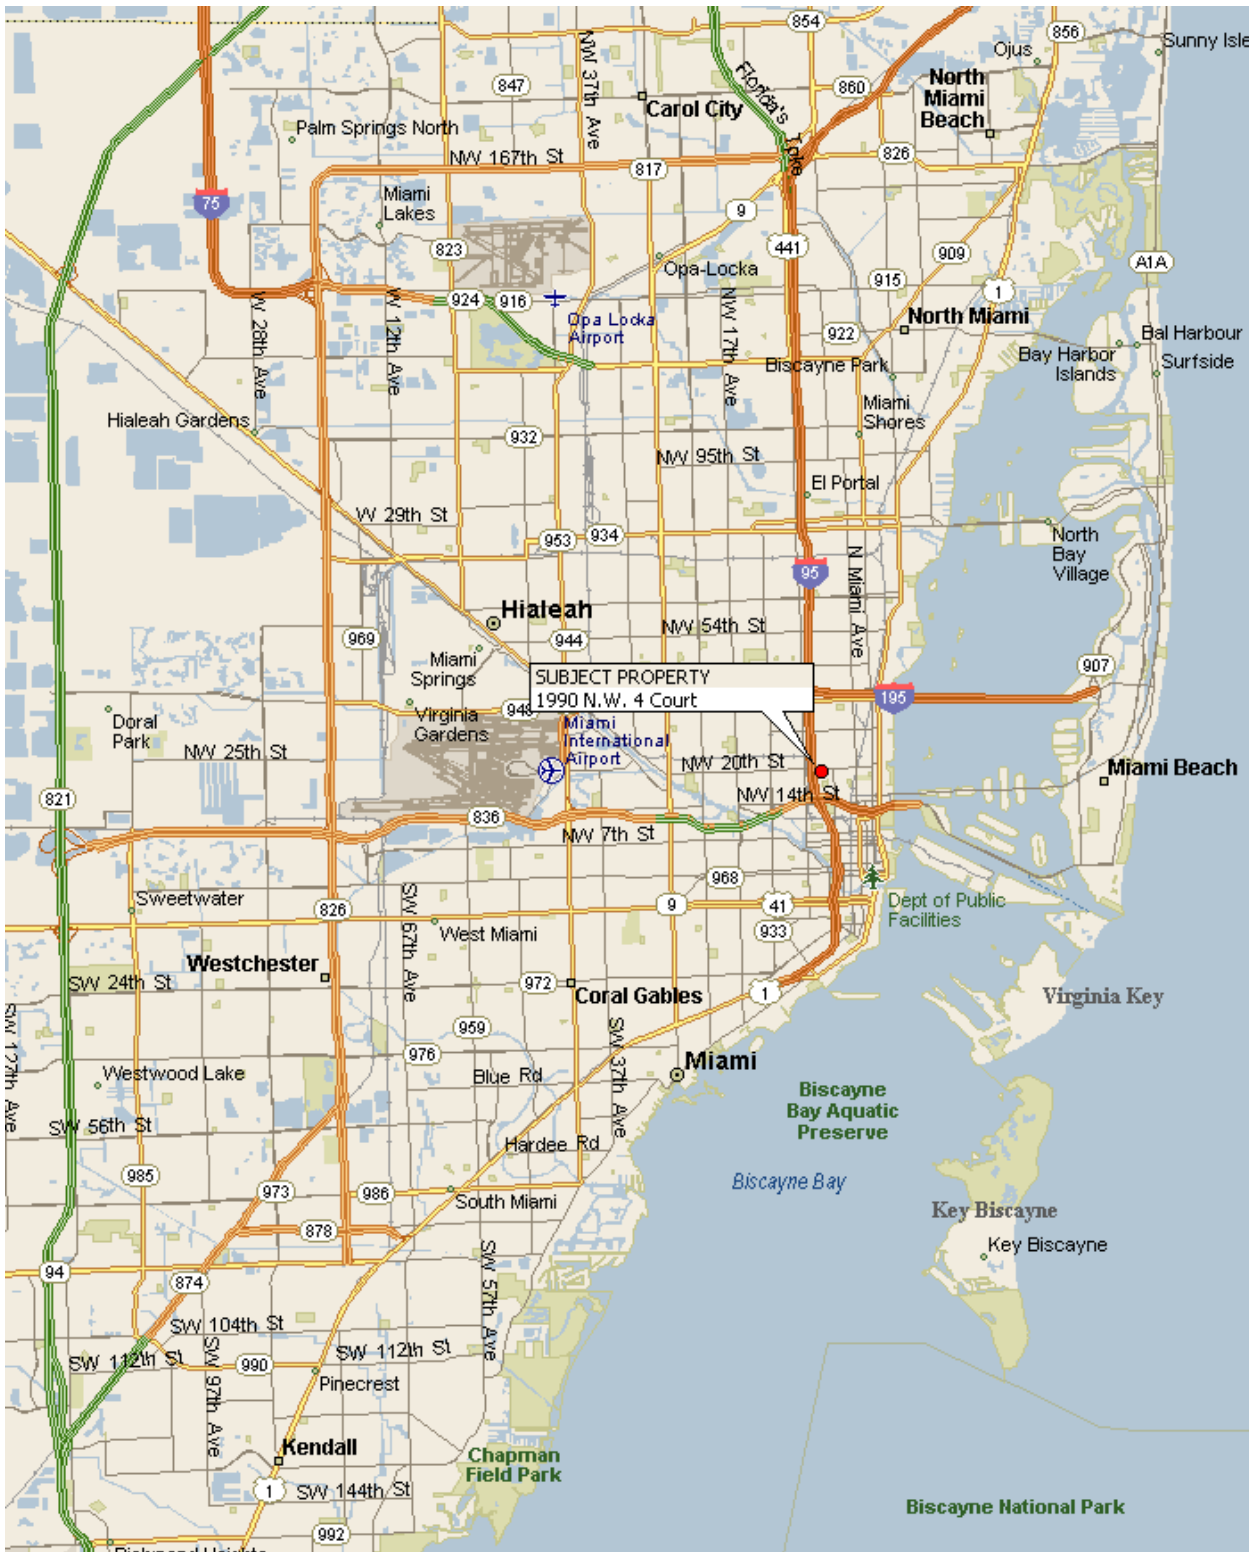 854
856
Sunny Isle
Ojus
NW 37th Ave
Florida's Tpke
847
860
North
Miami
Beach
Carol City
Palm Springs North
NW 167th St
826
817
75
Miami
Lakes
9
441
823
909
A1A
Opa-Locka
915
1
924
916
W 28th Ave
W 12th Ave
NW 17th Ave
Opa Locka
Airport
922
North Miami
Bal Harbour
Bay Harbor
Islands
Surfside
Biscayne Park
Miami
Shores
Hialeah Gardens
932
NW 95th St
El Portal
W 29th St
953
934
North
Bay
Village
95
N Miami Ave
Hialeah
969
944
NW 54th St
Miami
Springs
907
SUBJECT PROPERTY
1990 N.W. 4 Court
195
948
Virginia
Gardens
Doral
Park
Miami
International
Airport
NW 25th St
NW 20th St
Miami Beach
NW 14th St
821
836
NW 7th St
968
Sweetwater
826
SW 67th Ave
9
41
Dept of Public
Facilities
West Miami
933
Westchester
SW 24th St
972
Coral Gables
1
Virginia Key
SW 127th Ave
959
SW 37th Ave
976
Miami
Westwood Lake
Blue Rd
Biscayne
Bay Aquatic
Preserve
SW 56th St
Hardee Rd
985
973
986
South Miami
Biscayne Bay
878
Key Biscayne
Key Biscayne
94
874
SW 57th Ave
SW 104th St
SW 112th St
SW 97th Ave
990
SW 112th St
Pinecrest
Kendall
Chapman
Field Park
1
SW 144th St
Biscayne National Park
992
Richmond Heights